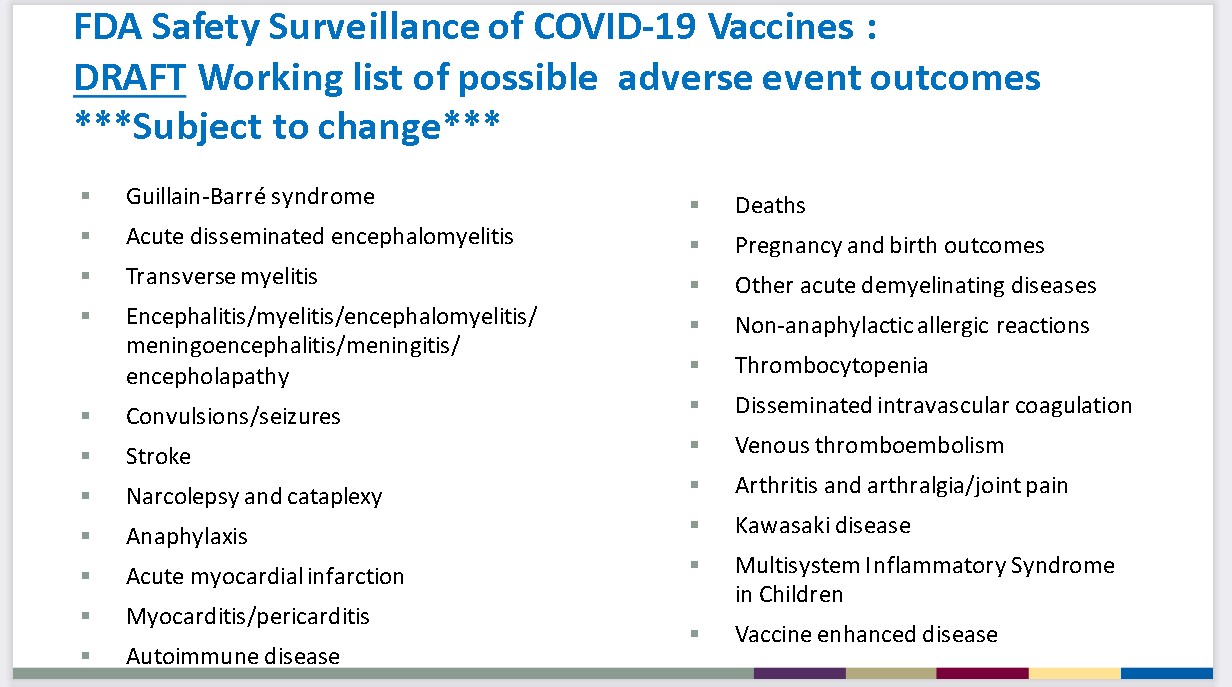 FDA Safety Surveillance of COVID-19 Vaccines :
DRAFT Working list of possible adverse event outcomes
***Subject to change***
▪ Guillain-Barré syndrome
▪ Acute disseminated encephalomyelitis
▪ Transverse myelitis
▪ Encephalitis/myelitis/encephalomyelitis/
meningoencephalitis/meningitis/
encepholapathy
▪ Convulsions/seizures
▪ Stroke
▪ Narcolepsy and cataplexy
▪ Anaphylaxis
▪ Acute myocardial infarction
▪ Myocarditis/pericarditis
▪ Autoimmune disease
▪ Deaths
▪ Pregnancy and birth outcomes
▪ Other acute demyelinating diseases
▪ Non-anaphylactic allergic reactions
▪ Thrombocytopenia
▪ Disseminated intravascular coagulation
▪ Venous thromboembolism
▪ Arthritis and arthralgia/joint pain
▪ Kawasaki disease
▪ Multisystem Inflammatory Syndrome
in Children
▪ Vaccine enhanced disease